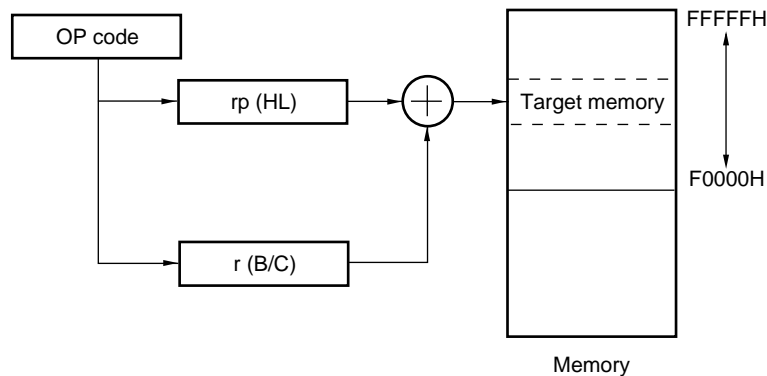 OP code
FFFFFH
rp (HL)
Target memory
F0000H
r (B/C)
Memory